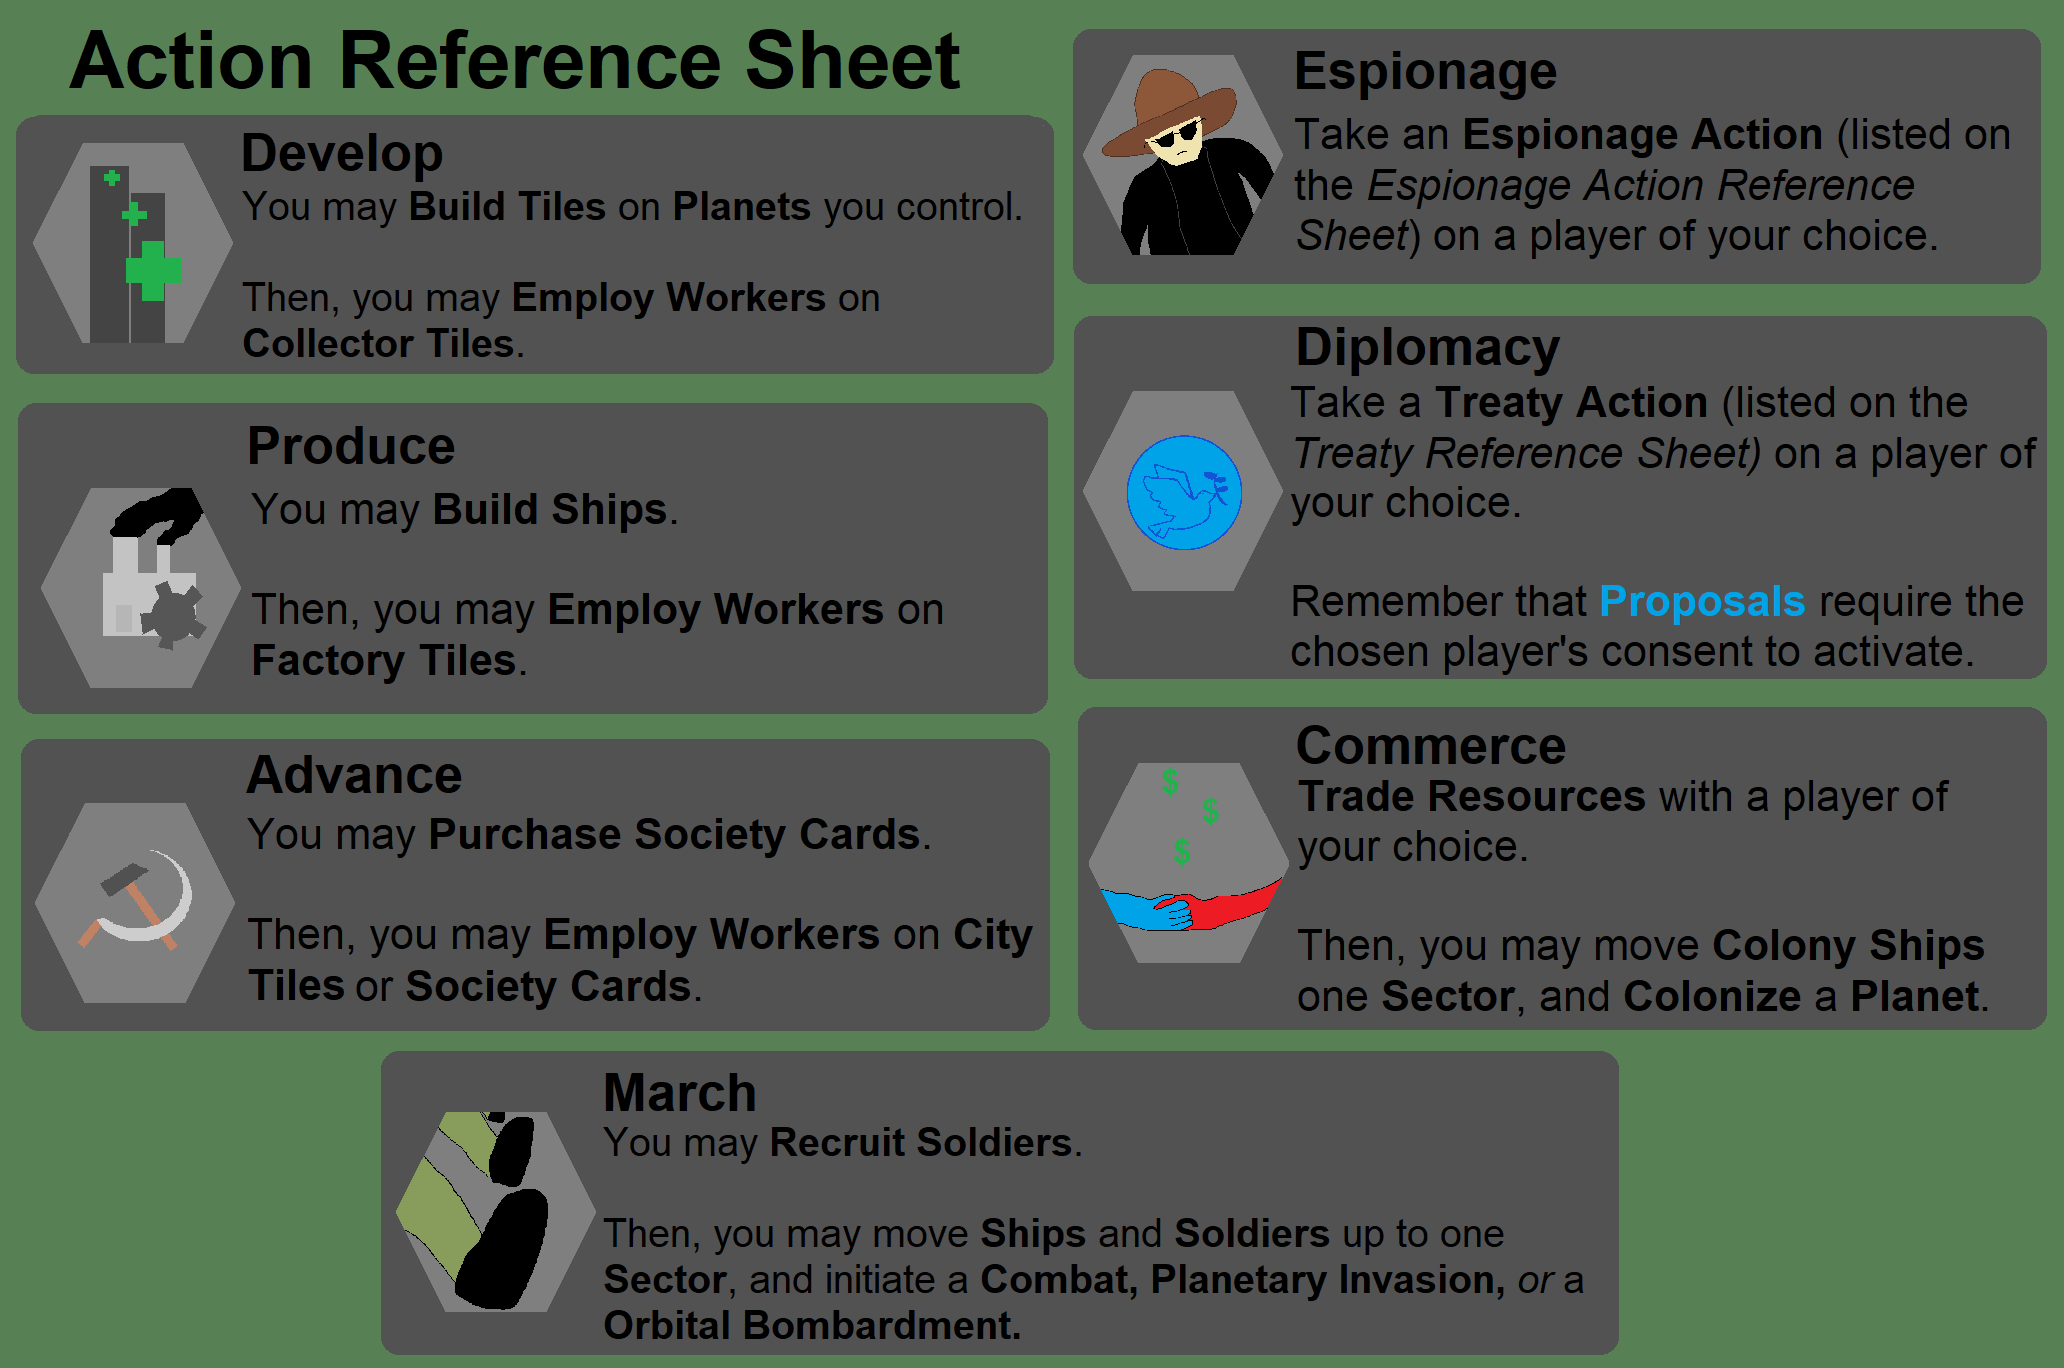 Action Reference Sheet
Develop
You may Build Tiles on Planets you control.
Then, you may Employ Workers on
Collector Tiles.
Produce
You may Build Ships.
Then, you may Employ Workers on
Factory Tiles.
Advance
You may Purchase Society Cards.
Then, you may Employ Workers on City
Tiles or Society Cards.
Espionage
Take an Espionage Action (listed on
the Espionage Action Reference
Sheet) on a player of your choice.
Diplomacy
Take a Treaty Action (listed on the
Treaty Reference Sheet) on a player of
your choice.
Remember that Proposals require the
chosen player's consent to activate.
Commerce
$
$
$
Trade Resources with a player of
your choice.
Then, you may move Colony Ships
one Sector, and Colonize a Planet.
March
You may Recruit Soldiers.
Then, you may move Ships and Soldiers up to one
Sector, and initiate a Combat, Planetary Invasion, or a
Orbital Bombardment.